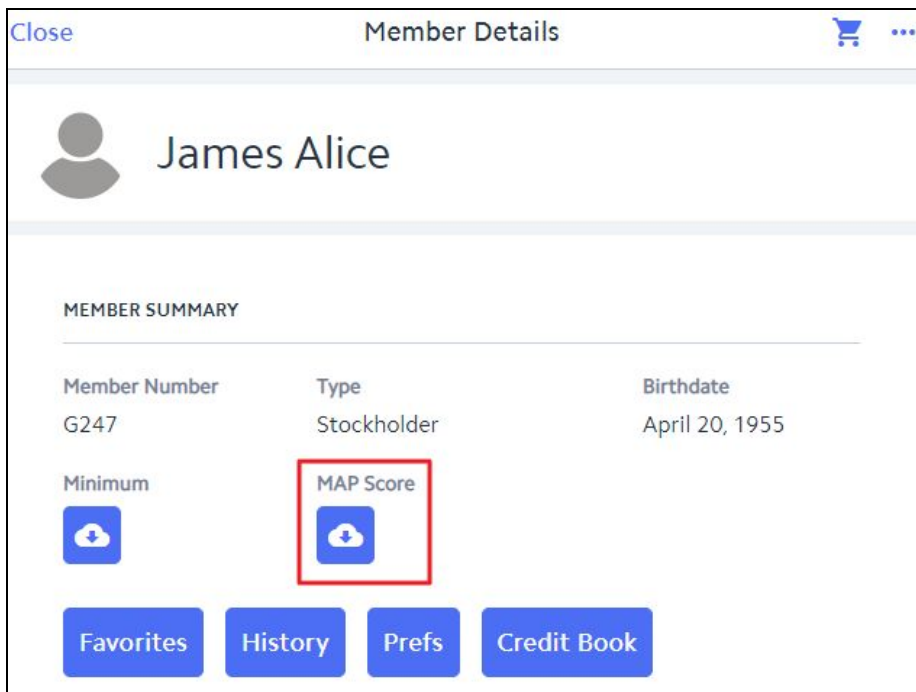 Close Member Details
James Alice
MEMBER SUMMARY
Member Number Type Birthdate
G247 Stockholder April 20, 1955
Minimum MAP Score
Favorites History Prefs Credit Book